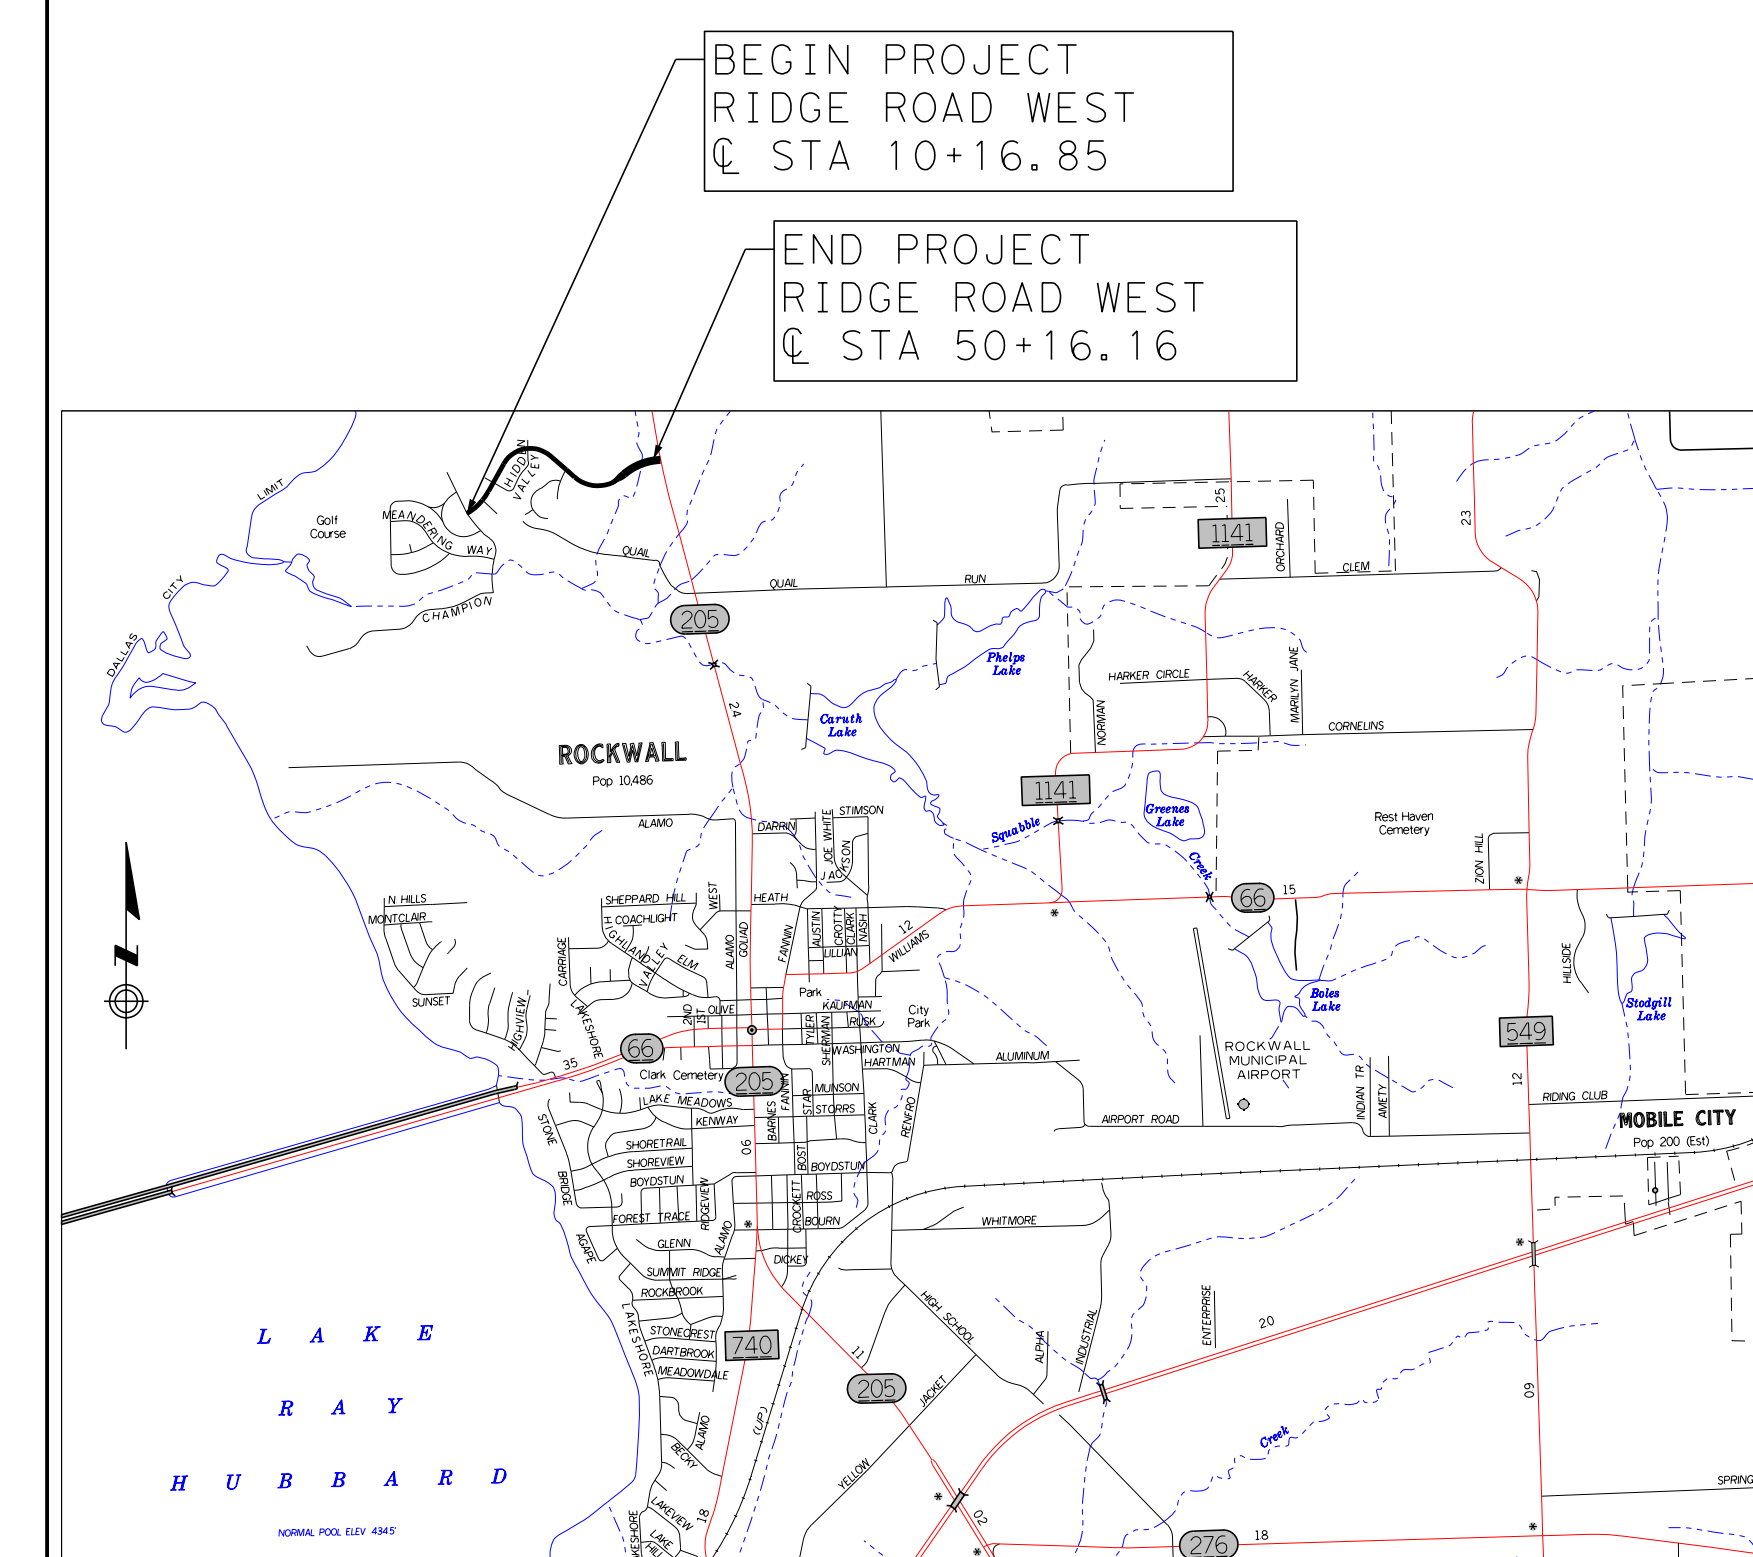 BEGIN PROJECT
RIDGE ROAD WEST
℄ STA 10+16.85
END PROJECT
RIDGE ROAD WEST
℄ STA 50+16.16
LIMIT
CITY
DALLAS
Golf
Course
MEANDERING WAY
HIDDEN
VALLEY
CHAMPION
QUAIL
QUAIL
RUN
205
24
25
1141
ORCHARD
CLEM
23
Phelps
Lake
Caruth
Lake
HARKER CIRCLE
HARKER
MARILYN JANE
NORMAN
CORNELINS
ROCKWALL
Pop 10,486
1141
Greenes
Lake
Squabble
Creek
Rest Haven
Cemetery
ZION HILL
ALAMO
DARRIN
JOE WHITE
STIMSON
JACKSON
N HILLS
MONTCLAIR
SUNSET
SHEPPARD HILL
COACHLIGHT
HIGHLAND
VALLEY
ELM
WEST
HEATH
ALAMO
GOLIAD
FANNIN
AUSTIN
CROTTY
CLARK
NASH
LILLIAN
12
WILLIAMS
66
15
CARRIAGE
HIGHVIEW
LAKESHORE
2ND
1ST
OLIVE
Park
KAUFMAN
RUSK
City
Park
TYLER
SHERMAN
WASHINGTON
HARTMAN
ALUMINUM
66
35
Clark Cemetery
205
FANNIN
STAR
MUNSON
STORRS
CLARK
RENFRO
BARNES
LAKE MEADOWS
KENWAY
STONE
BRIDGE
SHORETRAIL
SHOREVIEW
BOYDSTUN
06
BOST
BOYDSTUN
RIDGEVIEW
FOREST TRACE
CROCKETT
ROSS
BOURN
AGAPE
GLENN
ALAMO
DICKEY
SUMMIT RIDGE
ROCKBROOK
LAKESHORE
STONECREST
DARTBROOK
MEADOWDALE
740
ALAMO
BECKY
LAKEVIEW
LAKE
HILL
18
(UP)
11
205
HIGH SCHOOL
YELLOW
JACKET
02
WHITMORE
ALPHA
INDUSTRIAL
ENTERPRISE
20
Creek
276
18
09
SPRING
AIRPORT ROAD
ROCKWALL
MUNICIPAL
AIRPORT
Boles
Lake
INDIAN TR
AMETY
HILLSIDE
Stodgill
Lake
549
12
RIDING CLUB
MOBILE CITY
Pop 200 (Est)
LAKE
RAY
HUBBARD
NORMAL POOL ELEV 434.5'